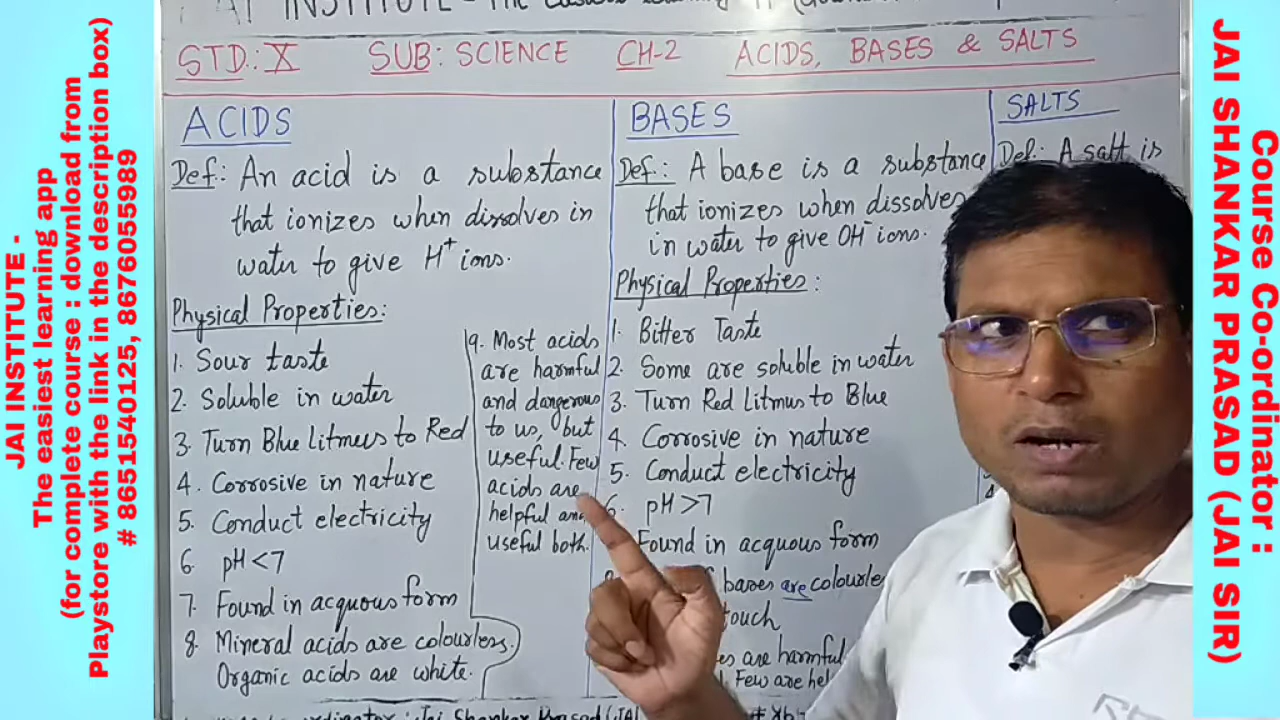 JAI INSTITUTE -
The easiest learning app
(for complete course : download from
Playstore with the link in the description box)
# 8651540125, 8676055989
INSTITUTE - The Easiest
STD.: X SUB: SCIENCE CH-2 ACIDS, BASES & SALTS
ACIDS
Def: An acid is a substance
that ionizes when dissolves in
water to give H⁺ ions.
Physical Properties:
1. Sour taste
2. Soluble in water
3. Turn Blue Litmus to Red
4. Corrosive in nature
5. Conduct electricity
6. pH <7
7. Found in acquous form
8. Mineral acids are colourless.
Organic acids are white.
9. Most acids
are harmful
and dangerous
to us, but
useful. Few
acids are
helpful and
useful both.
BASES
Def.: A base is a substance
that ionizes when dissolves
in water to give OH⁻ ions.
Physical Properties:
1. Bitter Taste
2. Some are soluble in water
3. Turn Red Litmus to Blue
4. Corrosive in nature
5. Conduct electricity
6. pH >7
Found in acquous form
bases are colourle
touch
are harmful
Few are hel
SALTS
Def: A salt is
: Jai Shankar Prasad (JAI
Course Co-ordinator :
JAI SHANKAR PRASAD (JAI SIR)